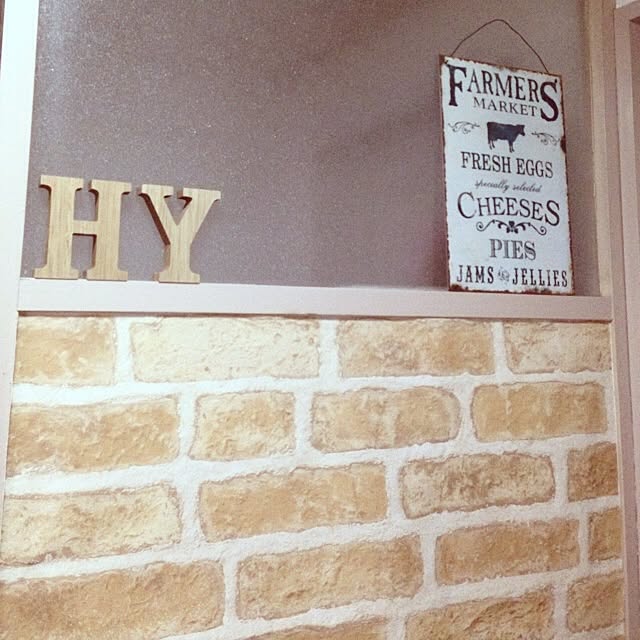 HY
FARMERS
MARKET
FRESH EGGS
specially selected
CHEESES
PIES
JAMS & JELLIES